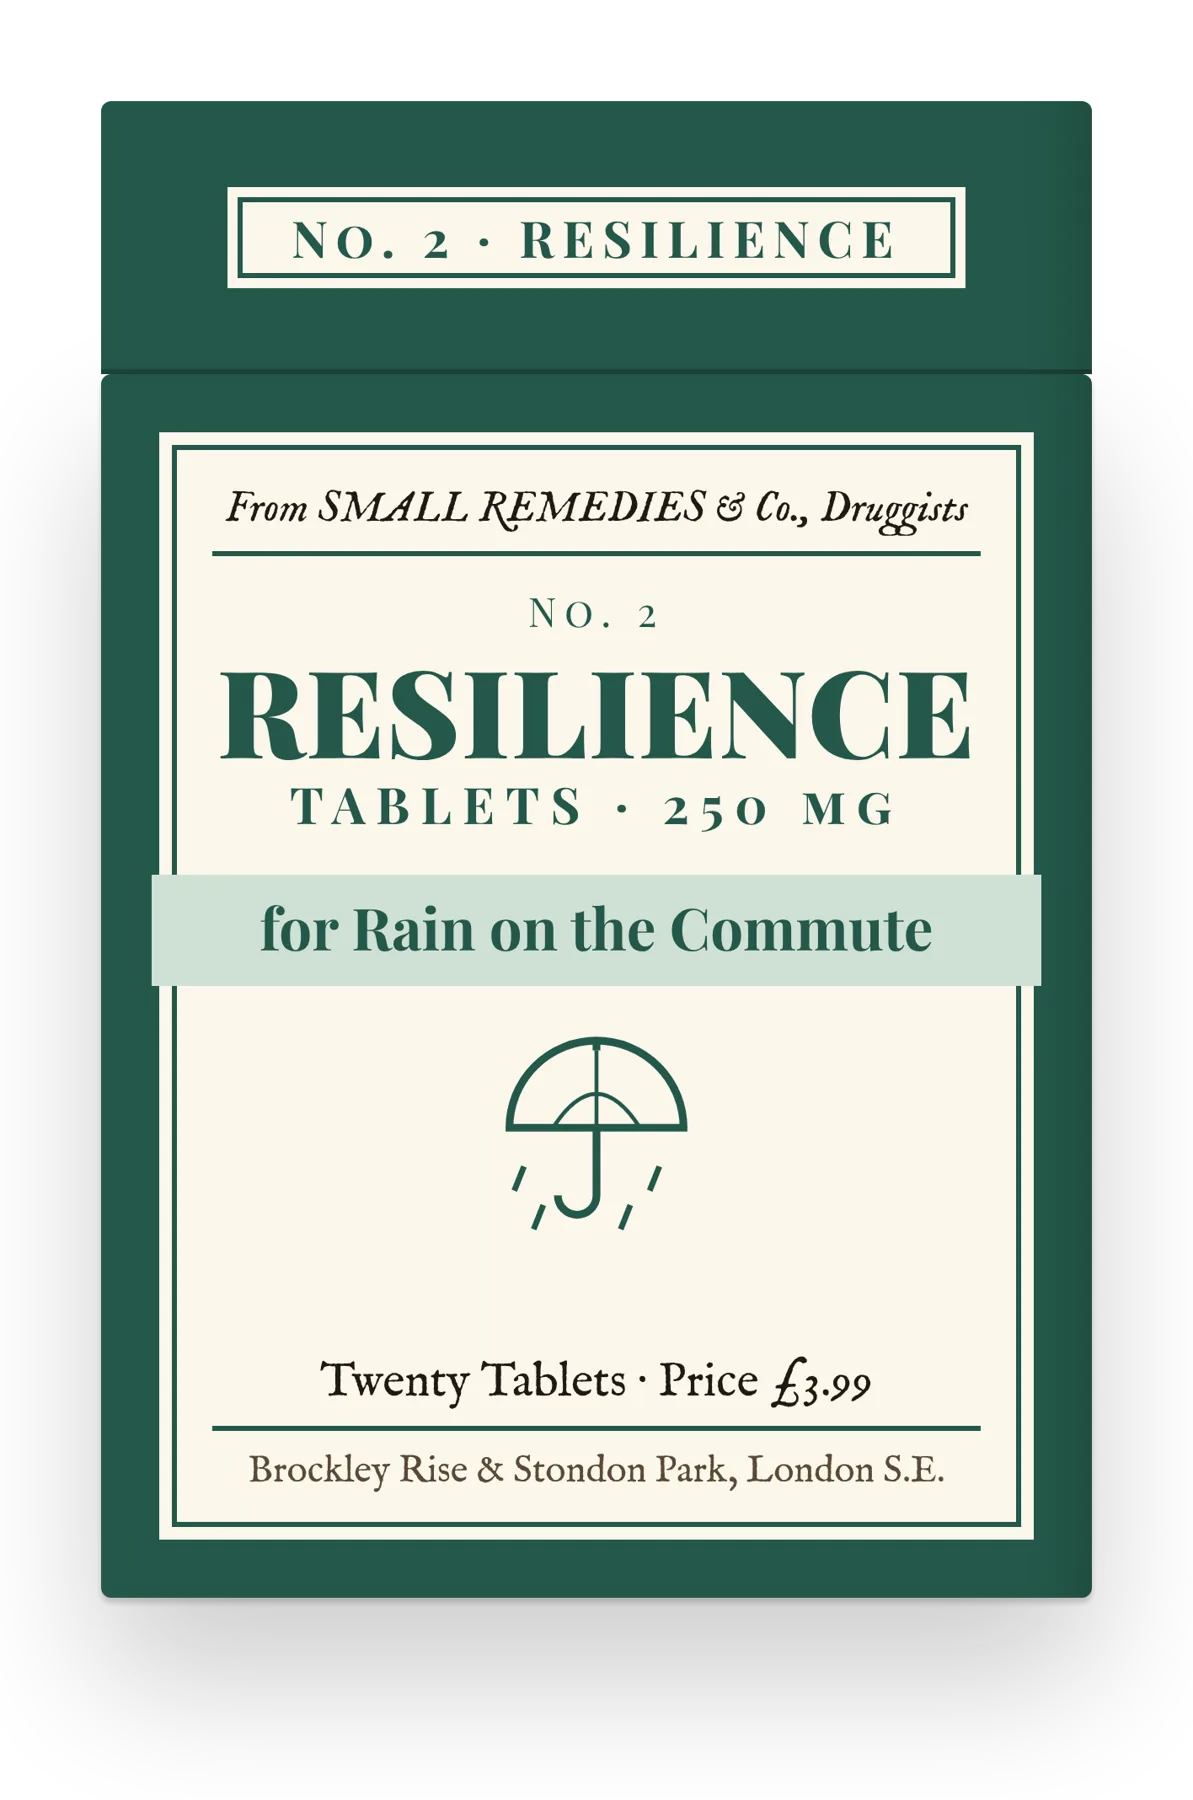 No. 2 · RESILIENCE
From SMALL REMEDIES & Co., Druggists
No. 2
RESILIENCE
TABLETS · 250 MG
for Rain on the Commute
Twenty Tablets · Price £3.99
Brockley Rise & Stondon Park, London S.E.